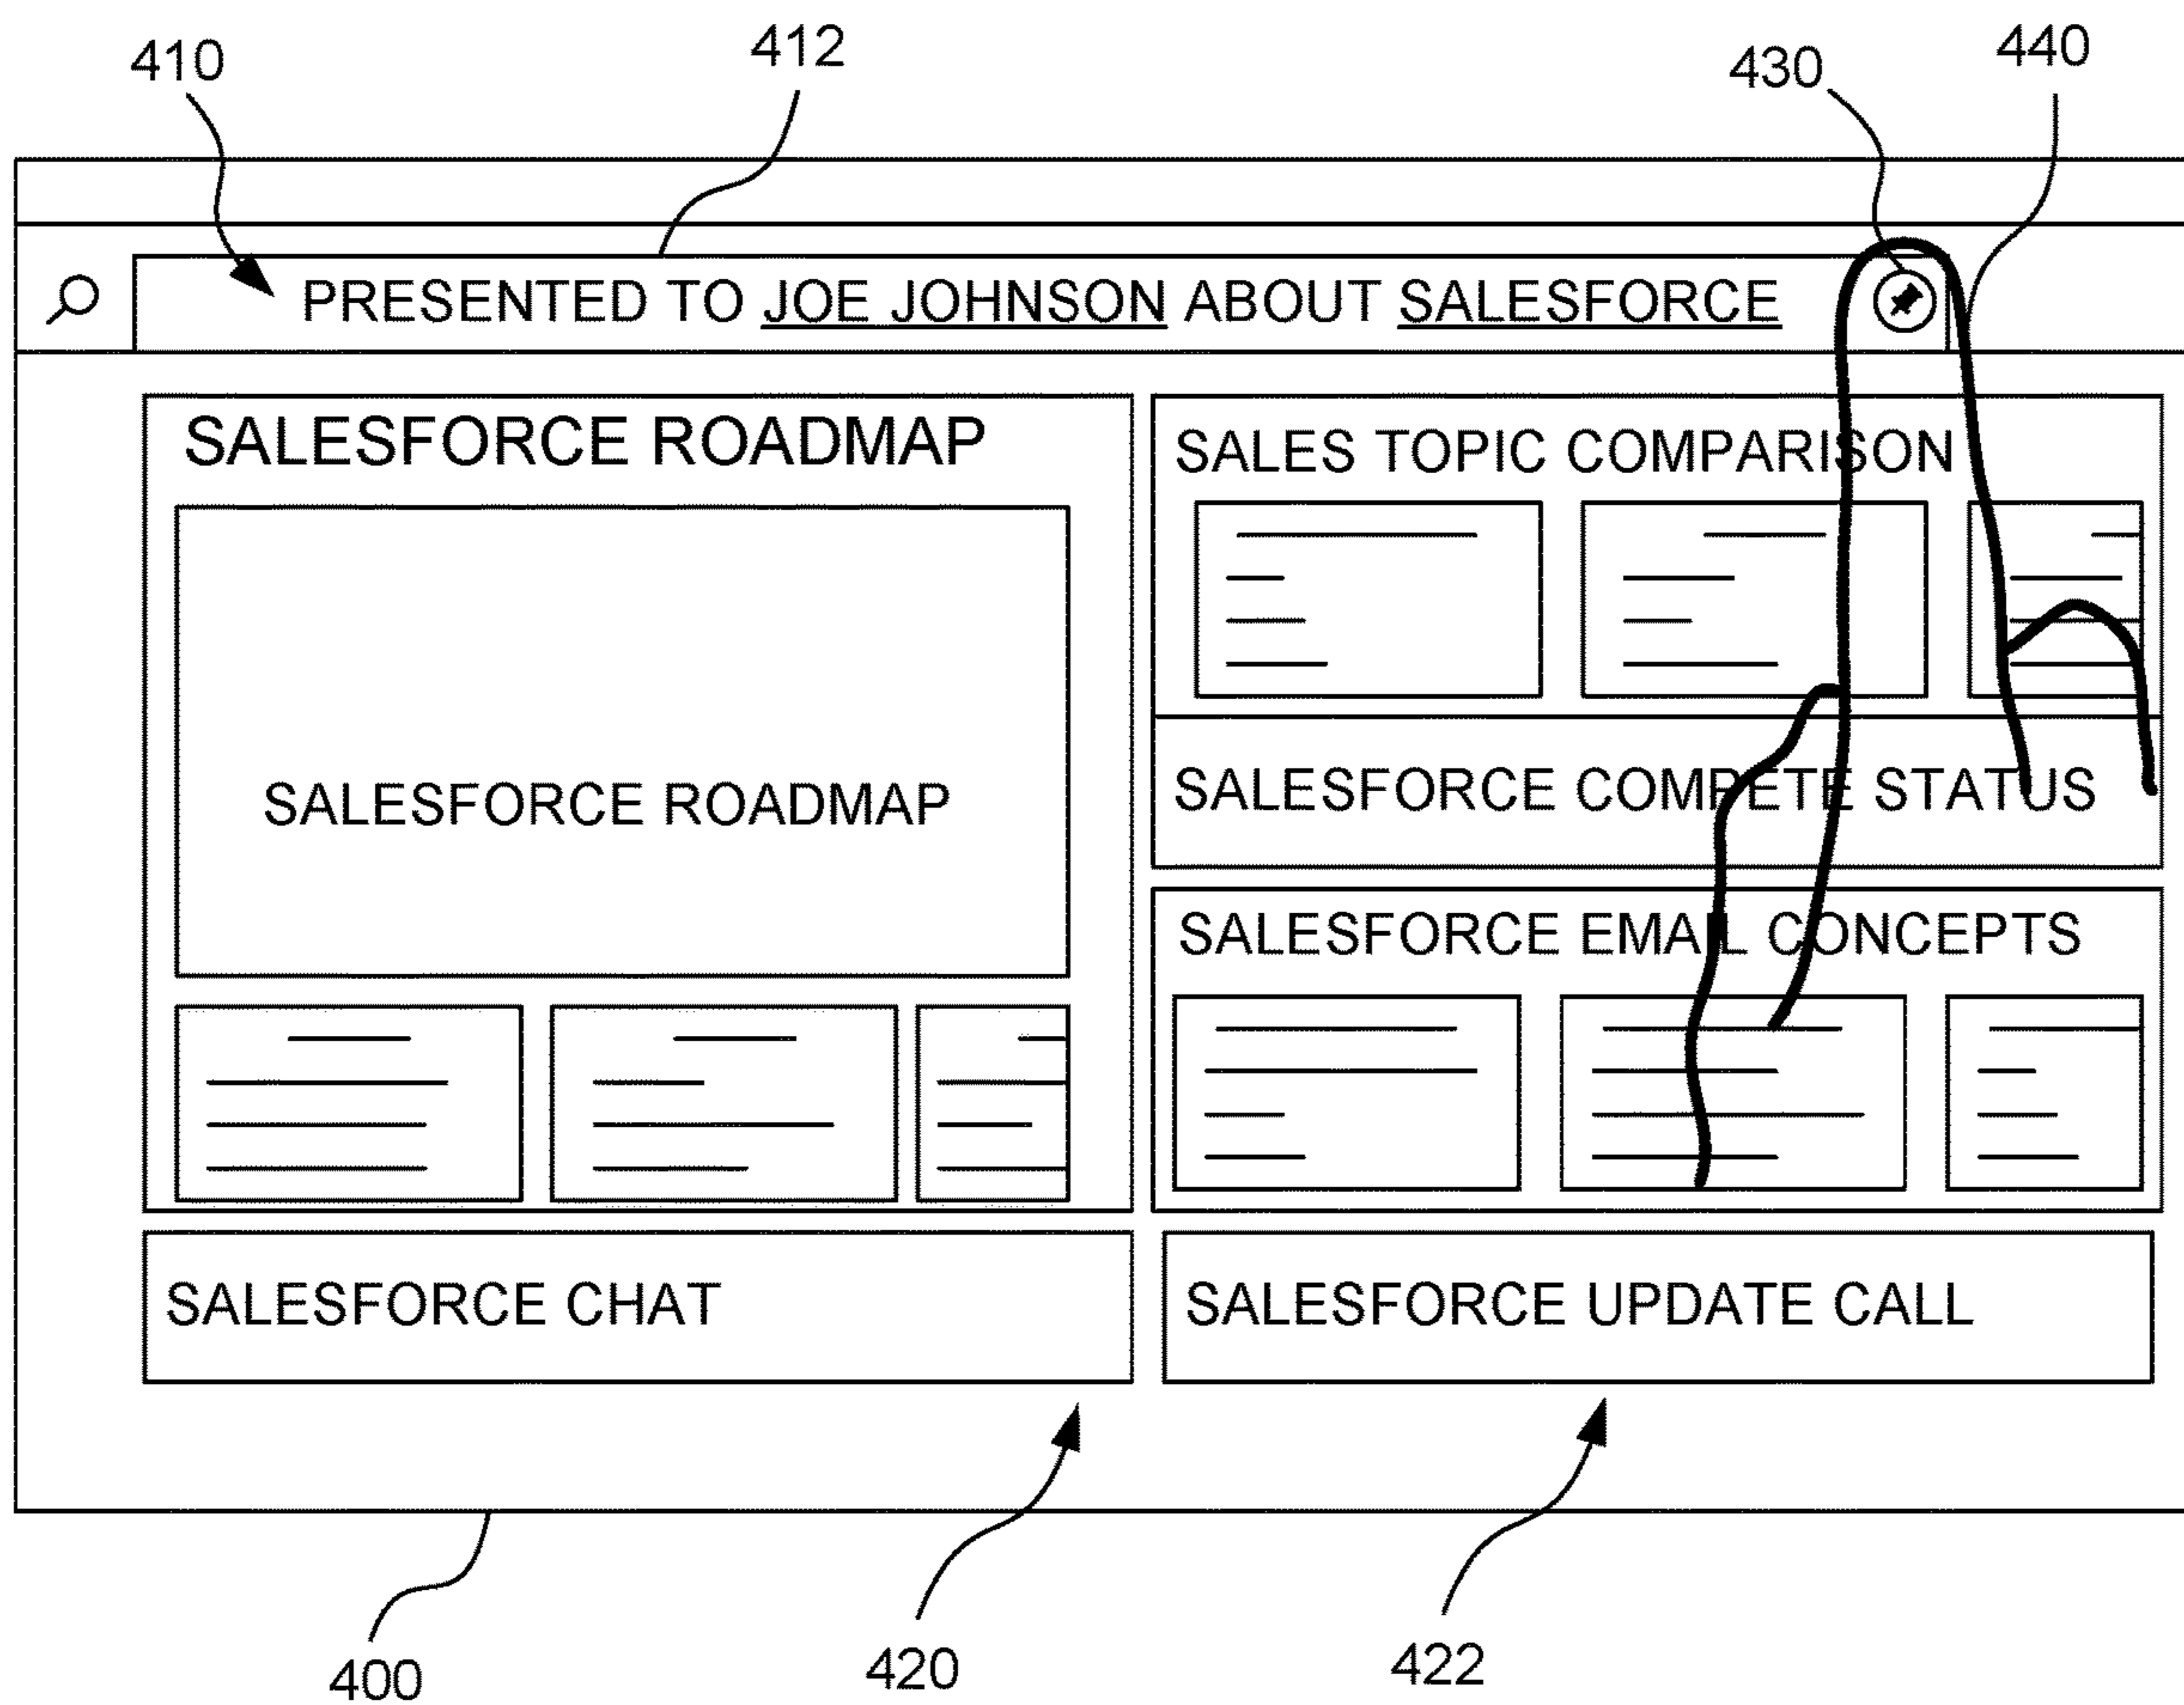 410
412
430
440
PRESENTED TO JOE JOHNSON ABOUT SALESFORCE
SALESFORCE ROADMAP
SALESFORCE ROADMAP
SALES TOPIC COMPARISON
SALESFORCE COMPETE STATUS
SALESFORCE EMAIL CONCEPTS
SALESFORCE CHAT
SALESFORCE UPDATE CALL
400
420
422